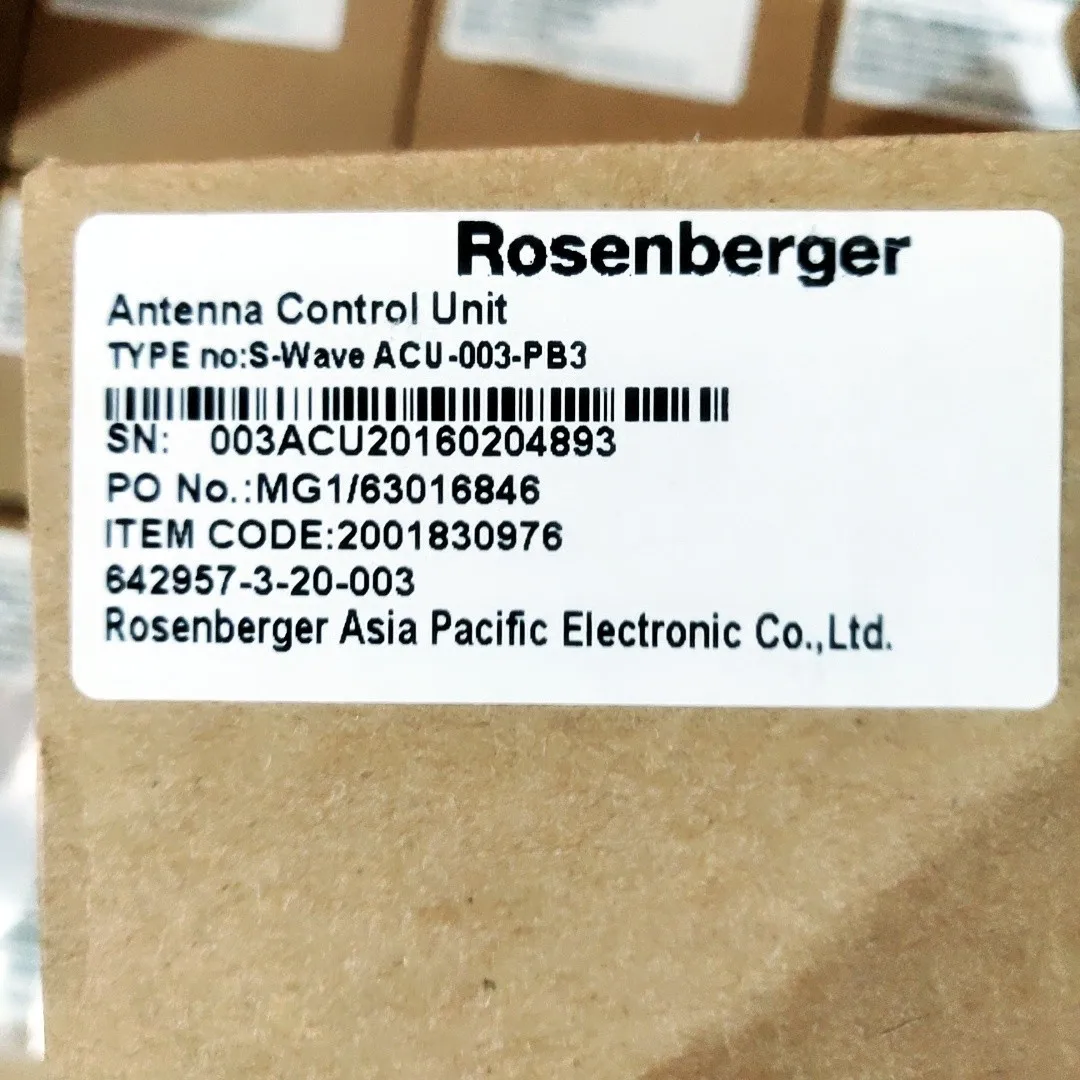 Rosenberger
Antenna Control Unit
TYPE no:S-Wave ACU-003-PB3
SN: 003ACU20160204893
PO No.:MG1/63016846
ITEM CODE:2001830976
642957-3-20-003
Rosenberger Asia Pacific Electronic Co.,Ltd.